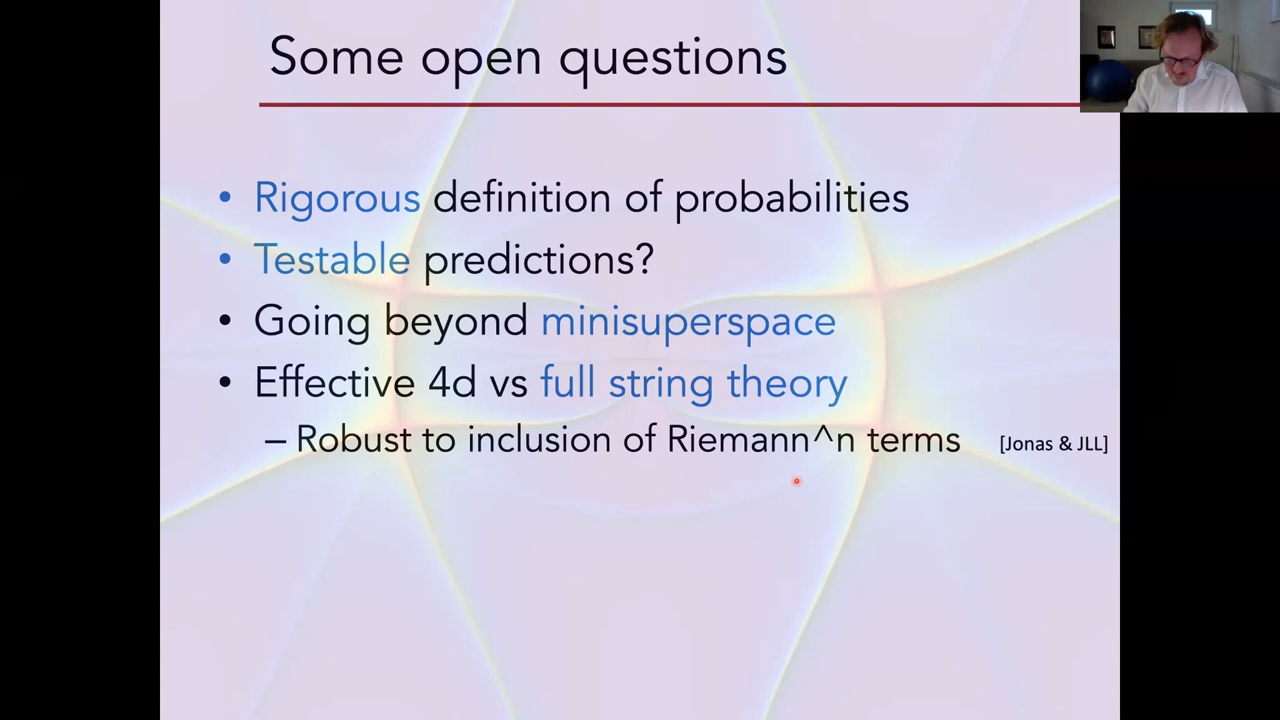 Some open questions
• Rigorous definition of probabilities
• Testable predictions?
• Going beyond minisuperspace
• Effective 4d vs full string theory
– Robust to inclusion of Riemann^n terms [Jonas & JLL]